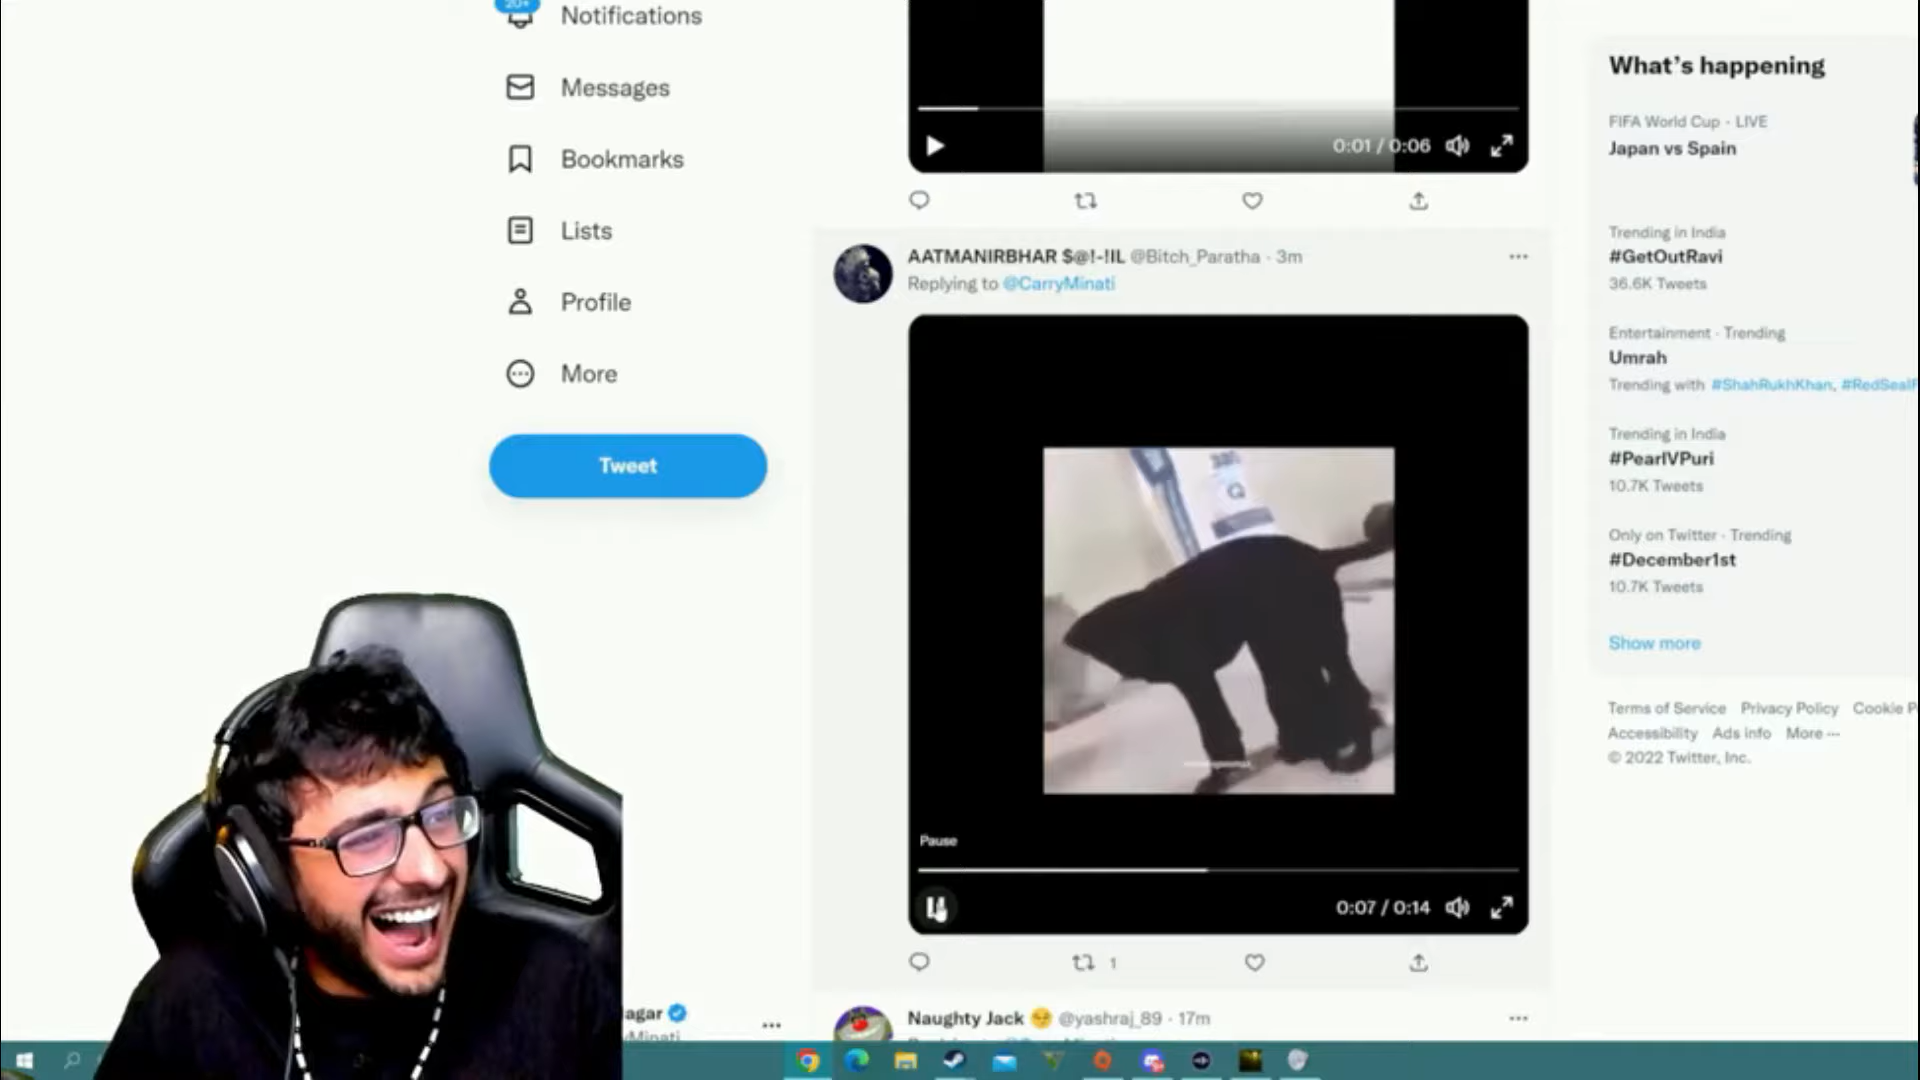 20+
Notifications
Messages
Bookmarks
Lists
Profile
More
Tweet
agar
yMinati
0:01 / 0:06
AATMANIRBHAR $@!-!IL @Bitch_Paratha · 3m
Replying to @CarryMinati
Q
Pause
0:07 / 0:14
1
Naughty Jack 😏 @yashraj_89 · 17m
What's happening
FIFA World Cup · LIVE
Japan vs Spain
Trending in India
#GetOutRavi
36.6K Tweets
Entertainment · Trending
Umrah
Trending with #ShahRukhKhan, #RedSeaIF
Trending in India
#PearlVPuri
10.7K Tweets
Only on Twitter · Trending
#December1st
10.7K Tweets
Show more
Terms of Service Privacy Policy Cookie P
Accessibility Ads info More ···
© 2022 Twitter, Inc.